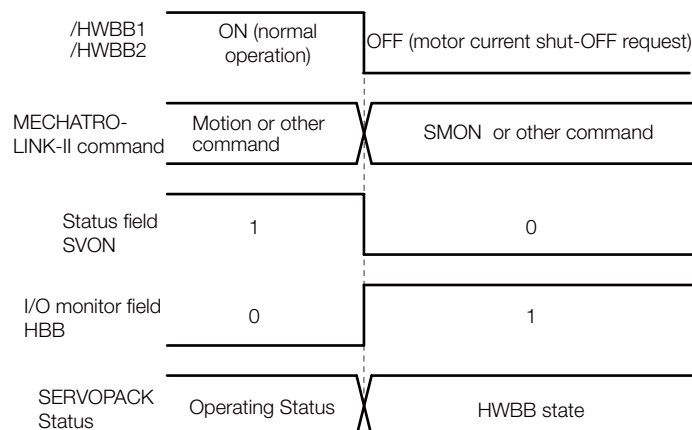 /HWBB1
/HWBB2
ON (normal
operation)
OFF (motor current shut-OFF request)
MECHATRO-
LINK-II command
Motion or other
command
SMON or other command
Status field
SVON
1
0
I/O monitor field
HBB
0
1
SERVOPACK
Status
Operating Status
HWBB state